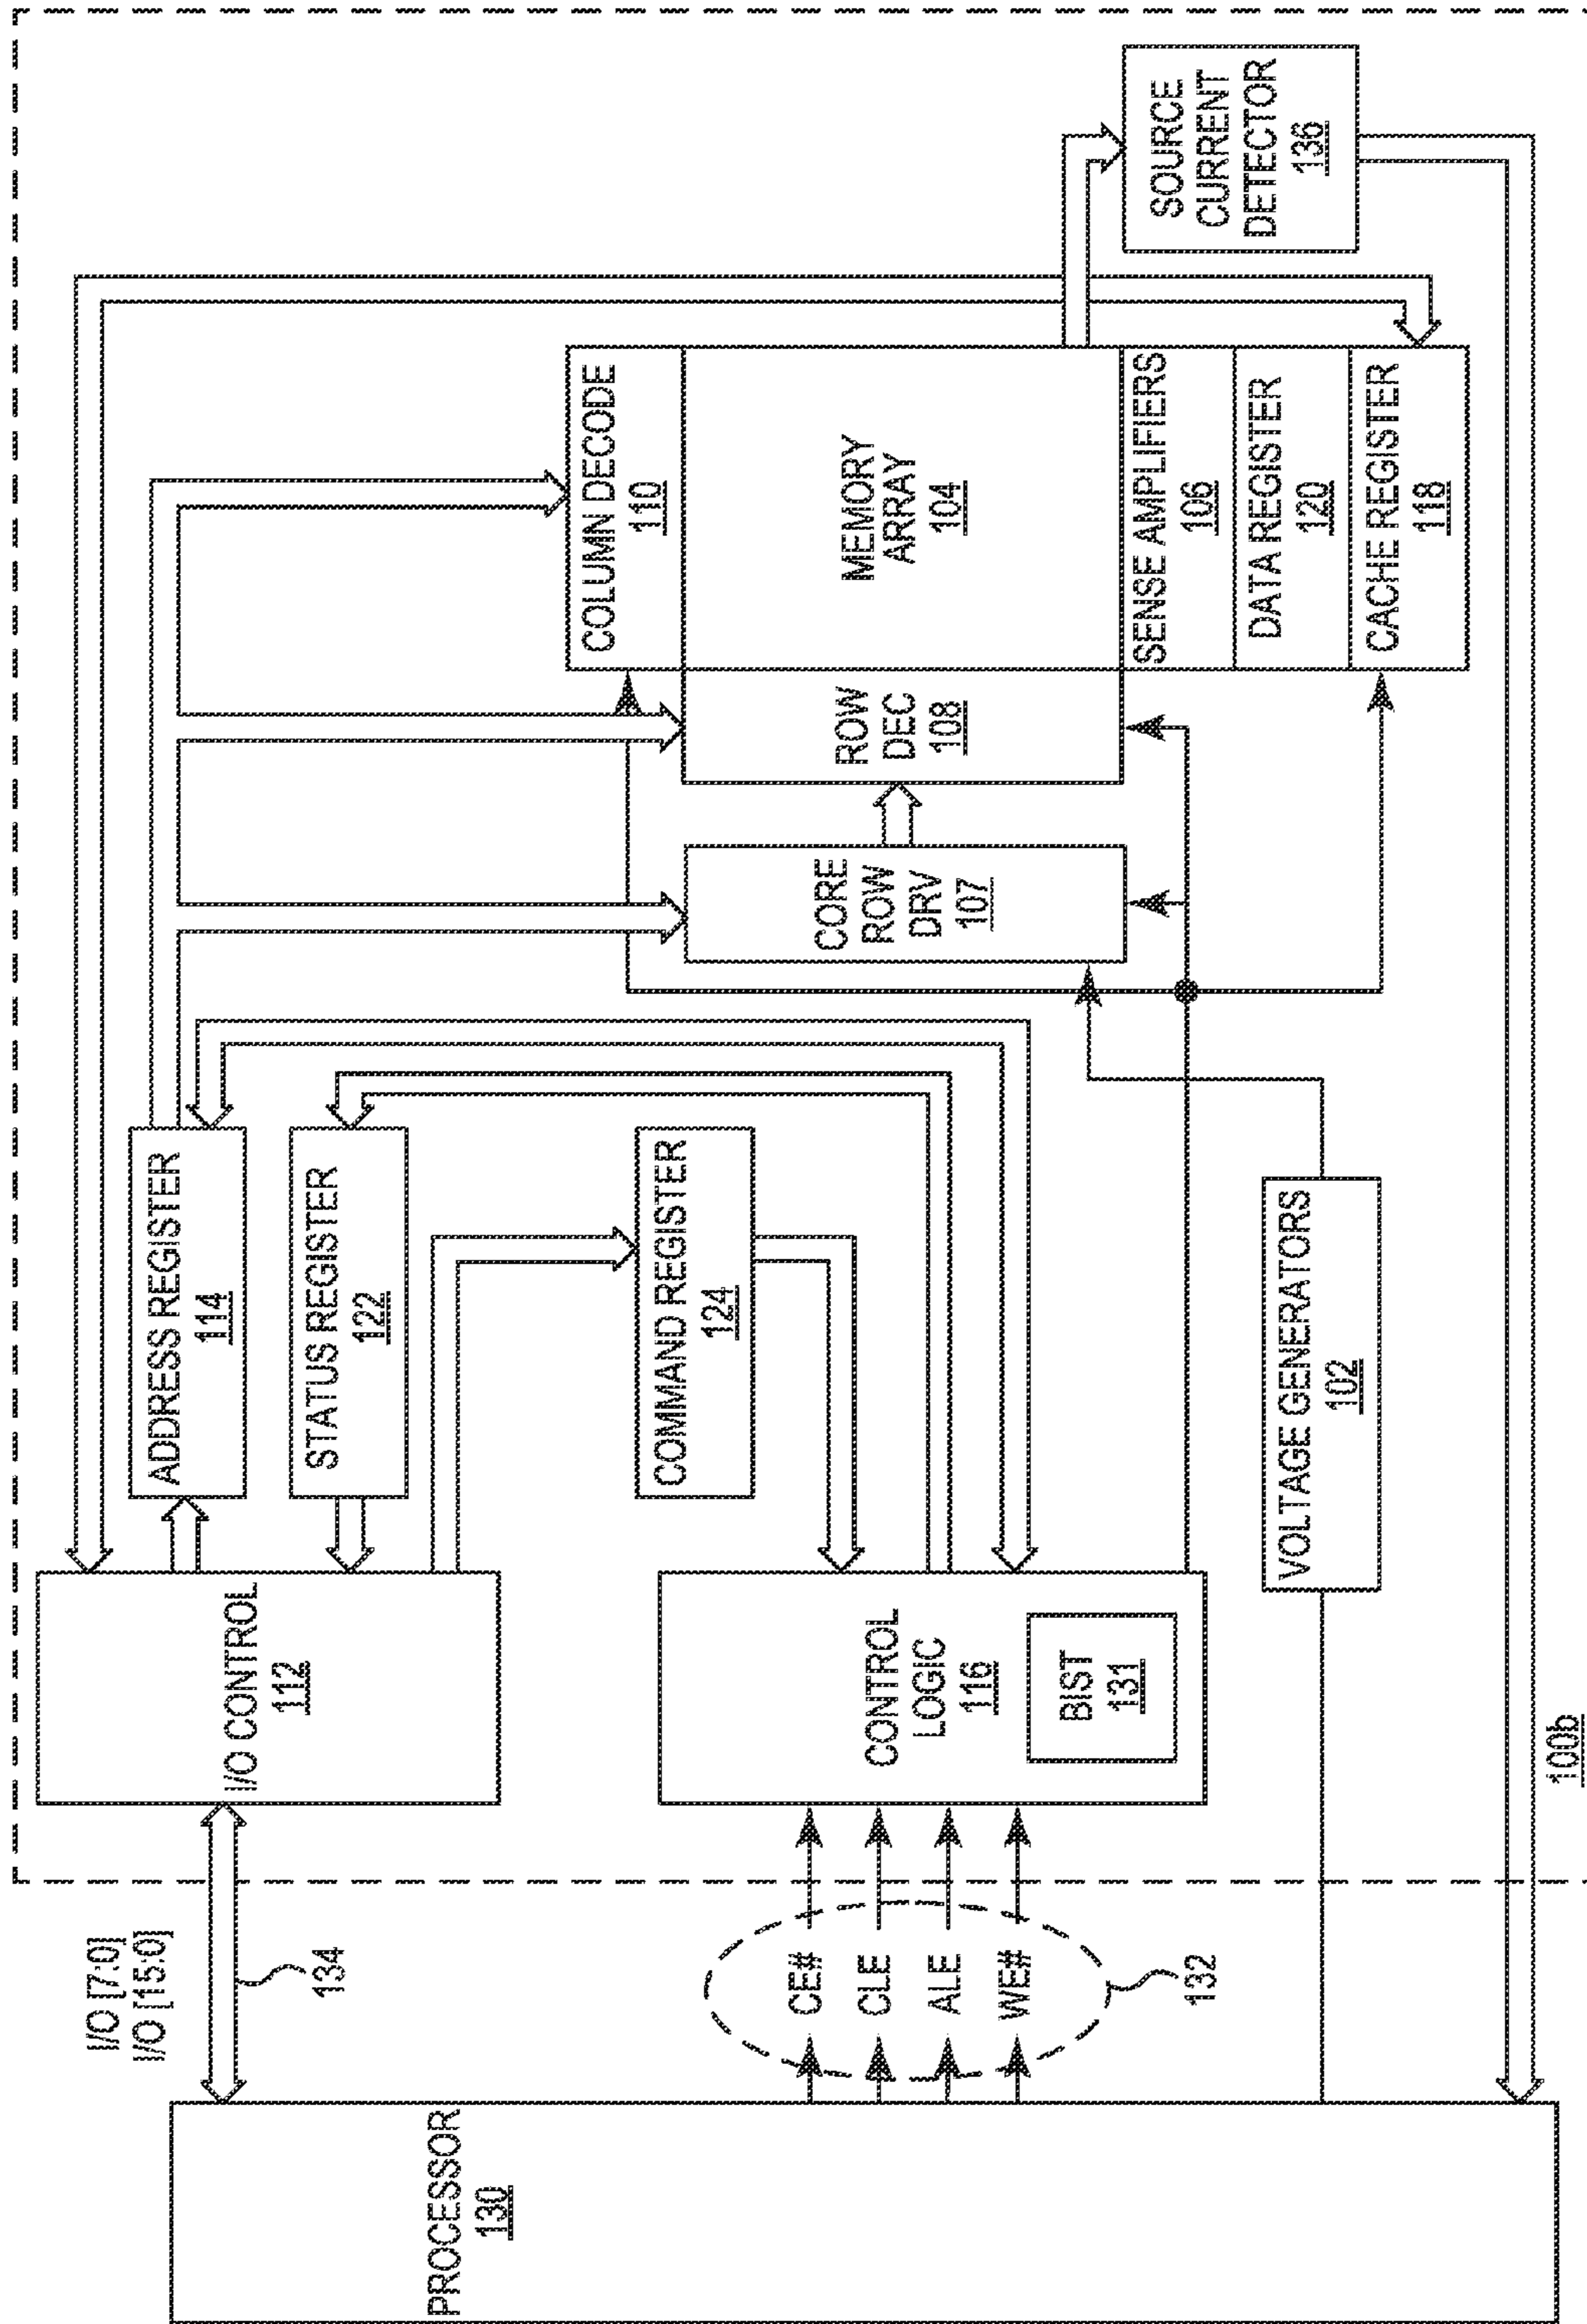 PROCESSOR
130
I/O [7:0]
I/O [15:0]
134
CE#
CLE
ALE
WE#
132
I/O CONTROL
112
CONTROL
LOGIC
116
BIST
131
ADDRESS REGISTER
114
STATUS REGISTER
122
COMMAND REGISTER
124
VOLTAGE GENERATORS
102
CORE
ROW
DRV
107
ROW
DEC
108
COLUMN DECODE
110
MEMORY
ARRAY
104
SENSE AMPLIFIERS
106
DATA REGISTER
120
CACHE REGISTER
118
SOURCE
CURRENT
DETECTOR
136
100b